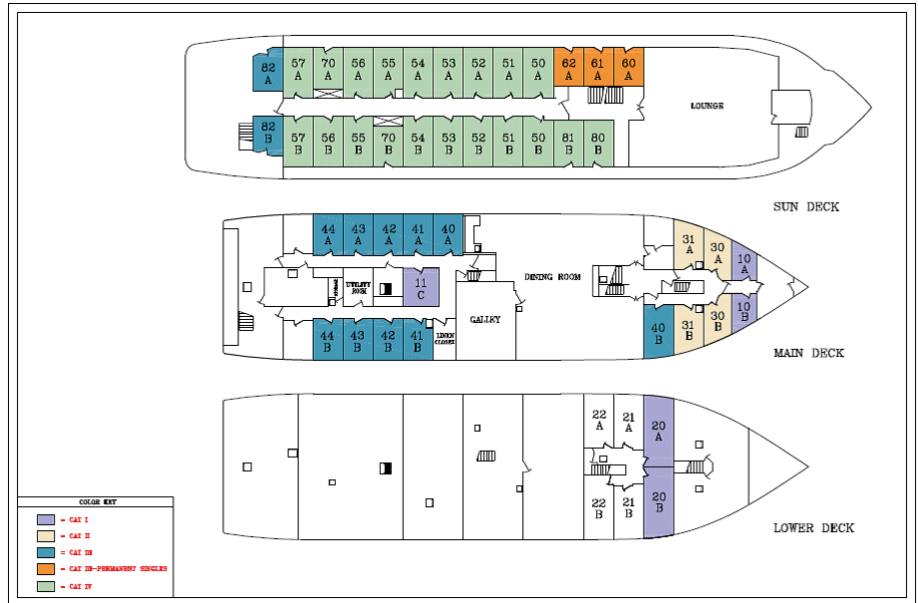 82 A
57 A
70 A
56 A
55 A
54 A
53 A
52 A
51 A
50 A
62 A
61 A
60 A
LOUNGE
82 B
57 B
56 B
55 B
70 B
54 B
53 B
52 B
51 B
50 B
81 B
80 B
SUN DECK
44 A
43 A
42 A
41 A
40 A
31 A
30 A
10 A
STORAGE
UTILITY
ROOM
11 C
DINING ROOM
GALLEY
44 B
43 B
42 B
41 B
LINEN
CLOSET
40 B
31 B
30 B
10 B
MAIN DECK
22 A
21 A
20 A
22 B
21 B
20 B
LOWER DECK
COLOR KEY
= CAT I
= CAT II
= CAT III
= CAT III-PERMANENT SINGLES
= CAT IV